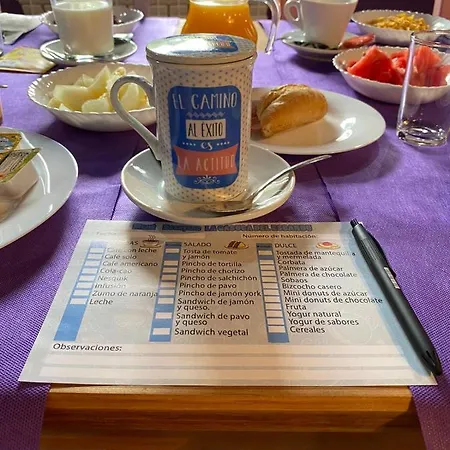 EL CAMINO
AL ÉXITO
ES
LA ACTITUD
Número de habitación:
SALADO
DULCE
Café con leche
Café solo
Café americano
Colacao
Nesquick
Infusión
Zumo de naranja
Leche
Tosta de tomate
y jamón
Pincho de tortilla
Pincho de chorizo
Pincho de salchichón
Pincho de pavo
Pincho de jamón york
Sandwich de jamón
y queso.
Sandwich de pavo
y queso
Sandwich vegetal
Tostada de mantequilla
y mermelada
Corbata
Palmera de azúcar
Palmera de chocolate
Sobaos
Bizcocho casero
Mini donuts de azúcar
Mini donuts de chocolate
Fruta
Yogur natural
Yogur de sabores
Cereales
Observaciones: